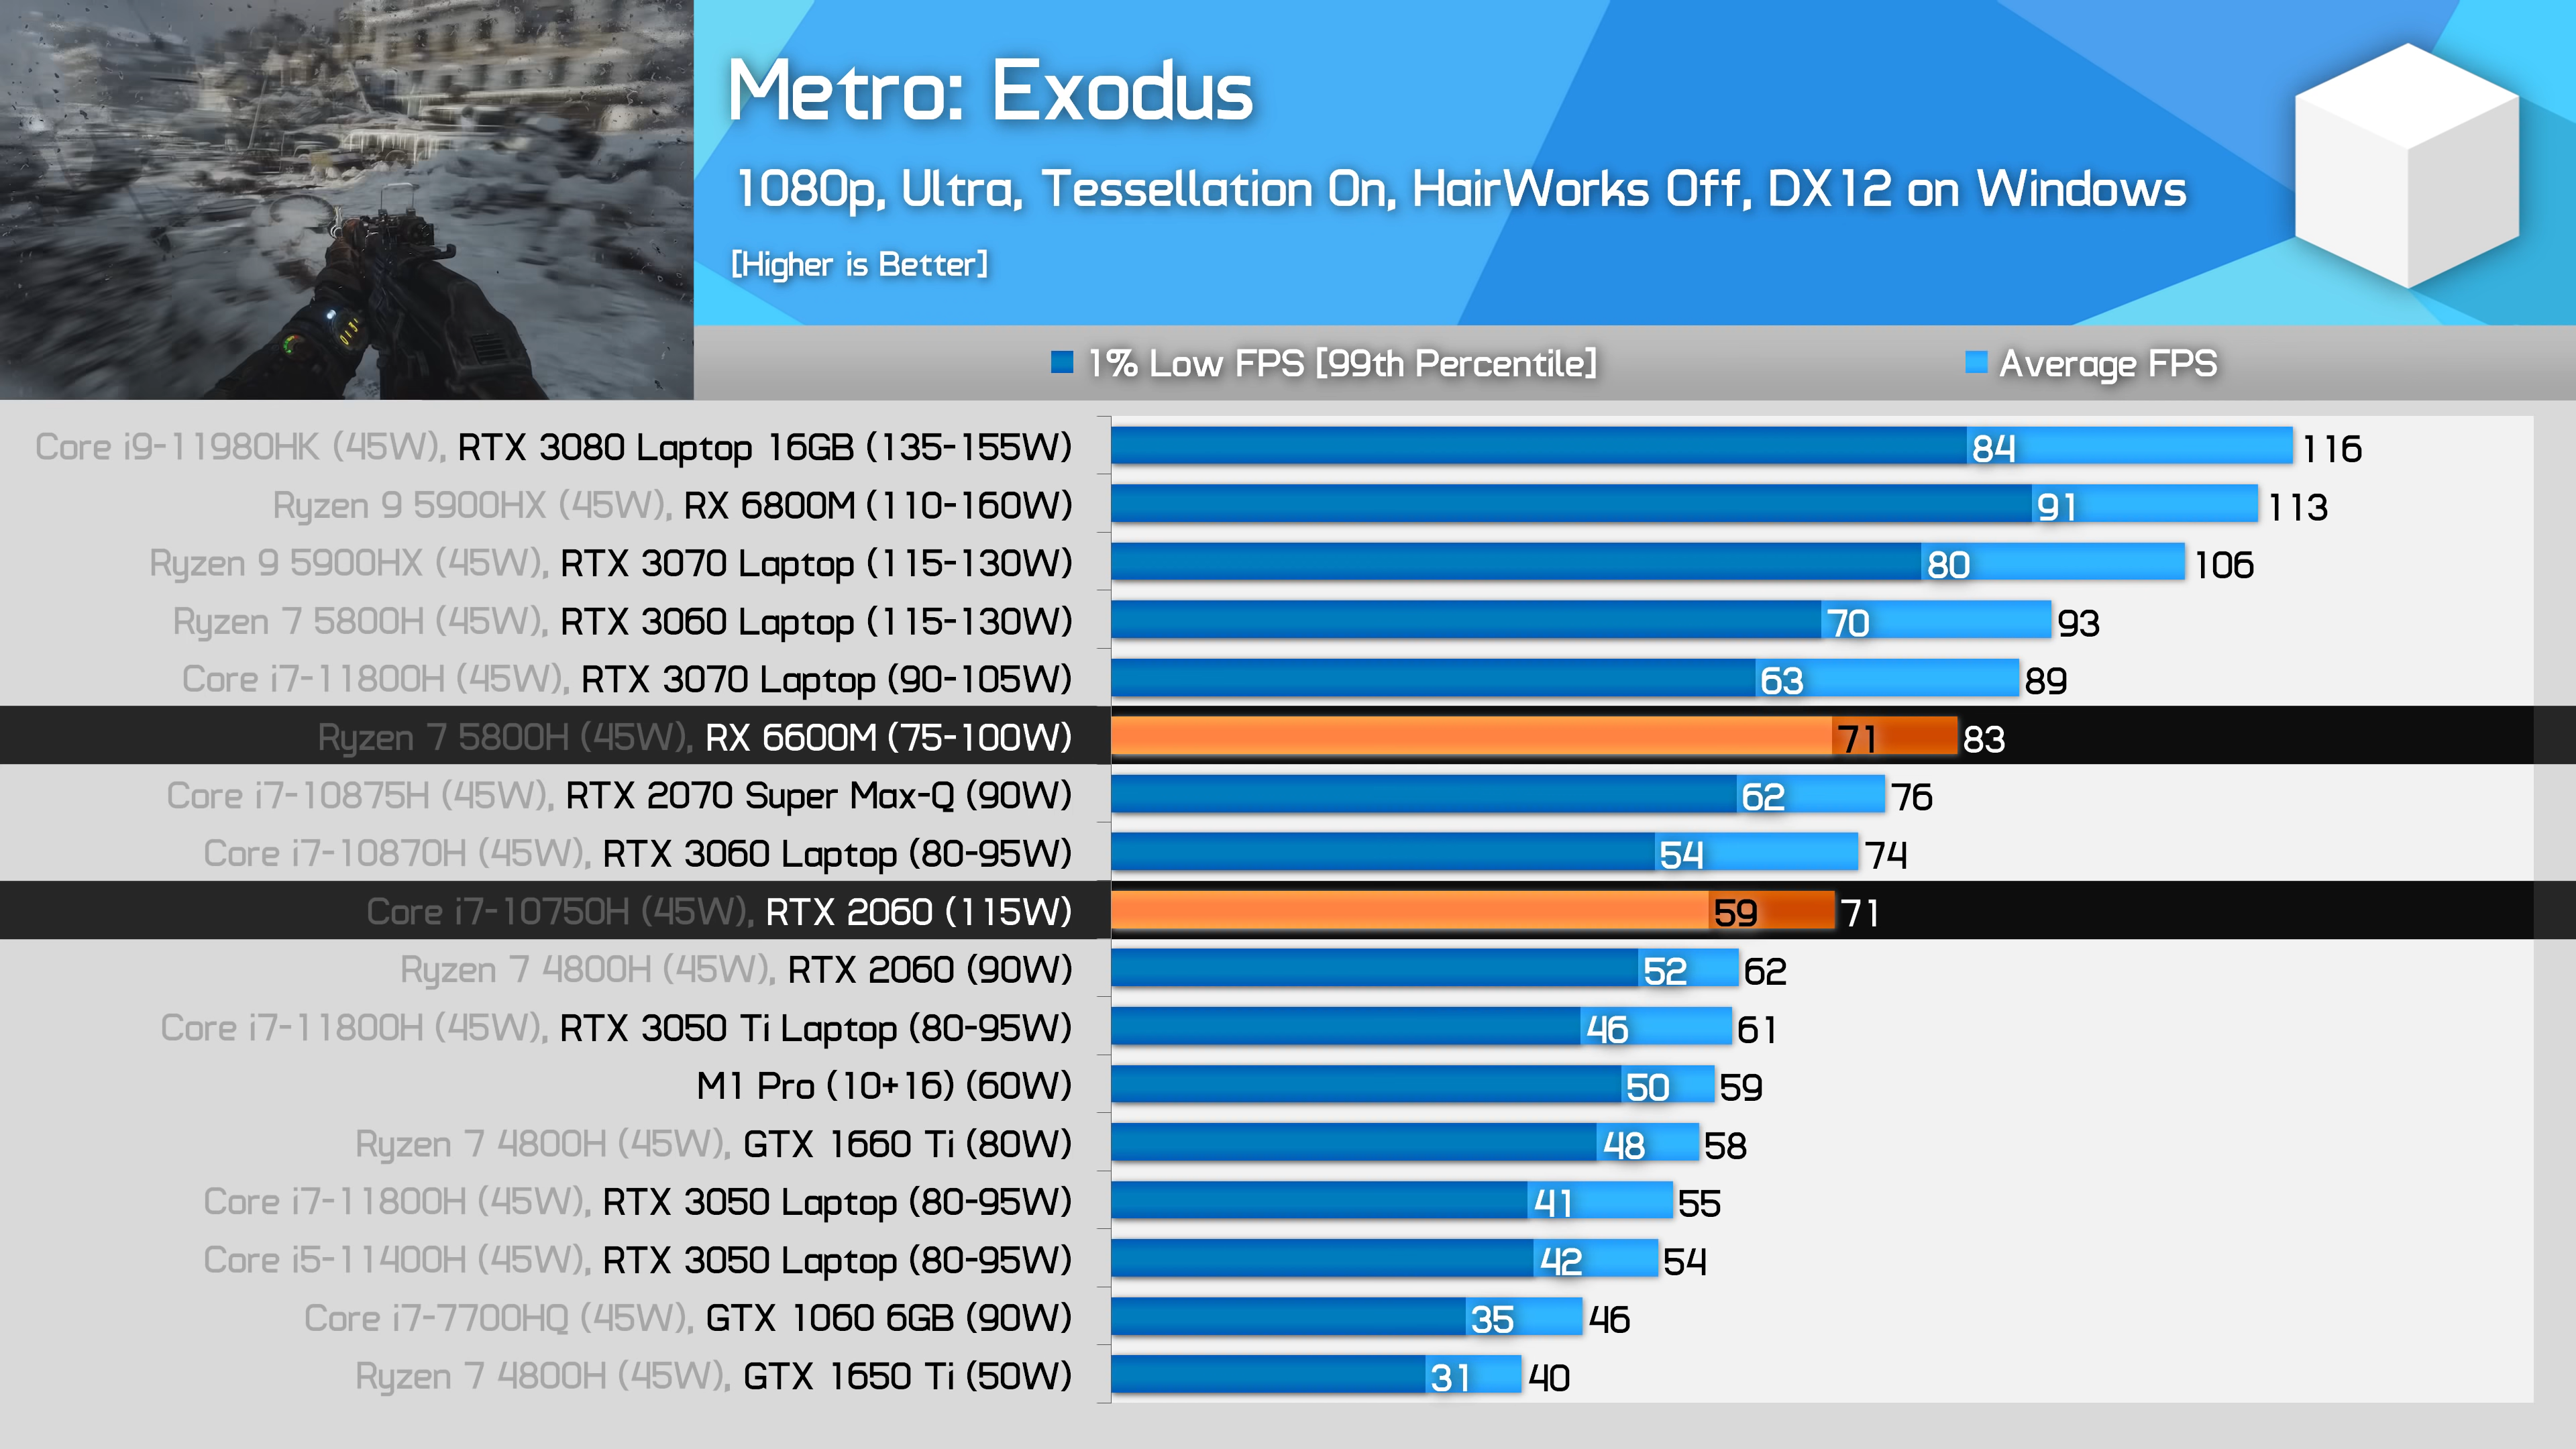 Metro: Exodus
1080p, Ultra, Tessellation On, HairWorks Off, DX12 on Windows
[Higher is Better]
1% Low FPS [99th Percentile] Average FPS
Core i9-11980HK (45W), RTX 3080 Laptop 16GB (135-155W) 84 116
Ryzen 9 5900HX (45W), RX 6800M (110-160W) 91 113
Ryzen 9 5900HX (45W), RTX 3070 Laptop (115-130W) 80 106
Ryzen 7 5800H (45W), RTX 3060 Laptop (115-130W) 70 93
Core i7-11800H (45W), RTX 3070 Laptop (90-105W) 63 89
Ryzen 7 5800H (45W), RX 6600M (75-100W) 71 83
Core i7-10875H (45W), RTX 2070 Super Max-Q (90W) 62 76
Core i7-10870H (45W), RTX 3060 Laptop (80-95W) 54 74
Core i7-10750H (45W), RTX 2060 (115W) 59 71
Ryzen 7 4800H (45W), RTX 2060 (90W) 52 62
Core i7-11800H (45W), RTX 3050 Ti Laptop (80-95W) 46 61
M1 Pro (10+16) (60W) 50 59
Ryzen 7 4800H (45W), GTX 1660 Ti (80W) 48 58
Core i7-11800H (45W), RTX 3050 Laptop (80-95W) 41 55
Core i5-11400H (45W), RTX 3050 Laptop (80-95W) 42 54
Core i7-7700HQ (45W), GTX 1060 6GB (90W) 35 46
Ryzen 7 4800H (45W), GTX 1650 Ti (50W) 31 40